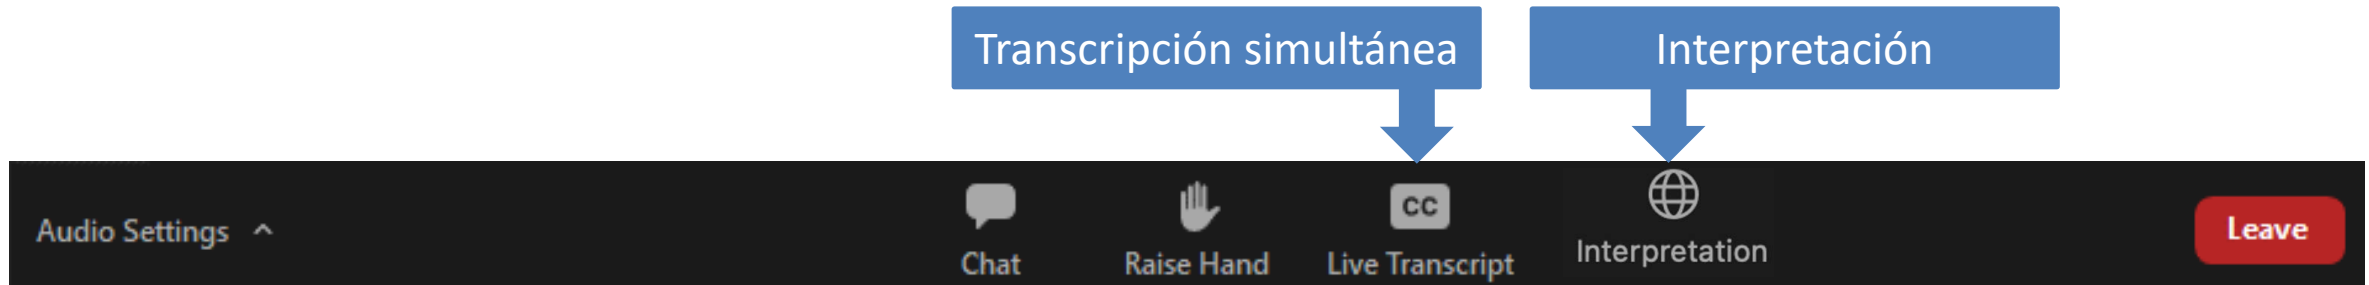 Transcripción simultánea
Interpretación
Audio Settings
Chat
Raise Hand
CC
Live Transcript
Interpretation
Leave